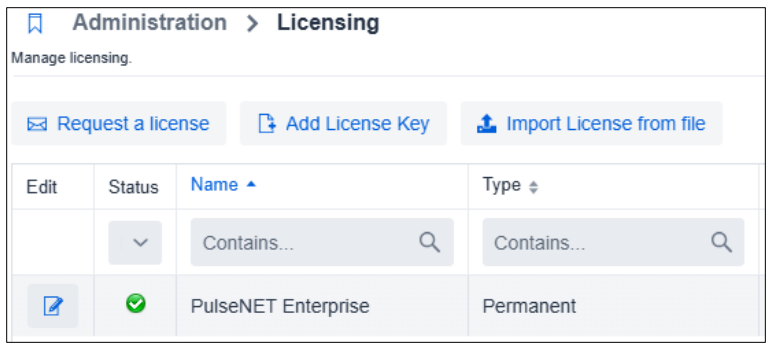 Administration > Licensing
Manage licensing.
Request a license Add License Key Import License from file
Edit Status Name Type
Contains... Contains...
PulseNET Enterprise Permanent